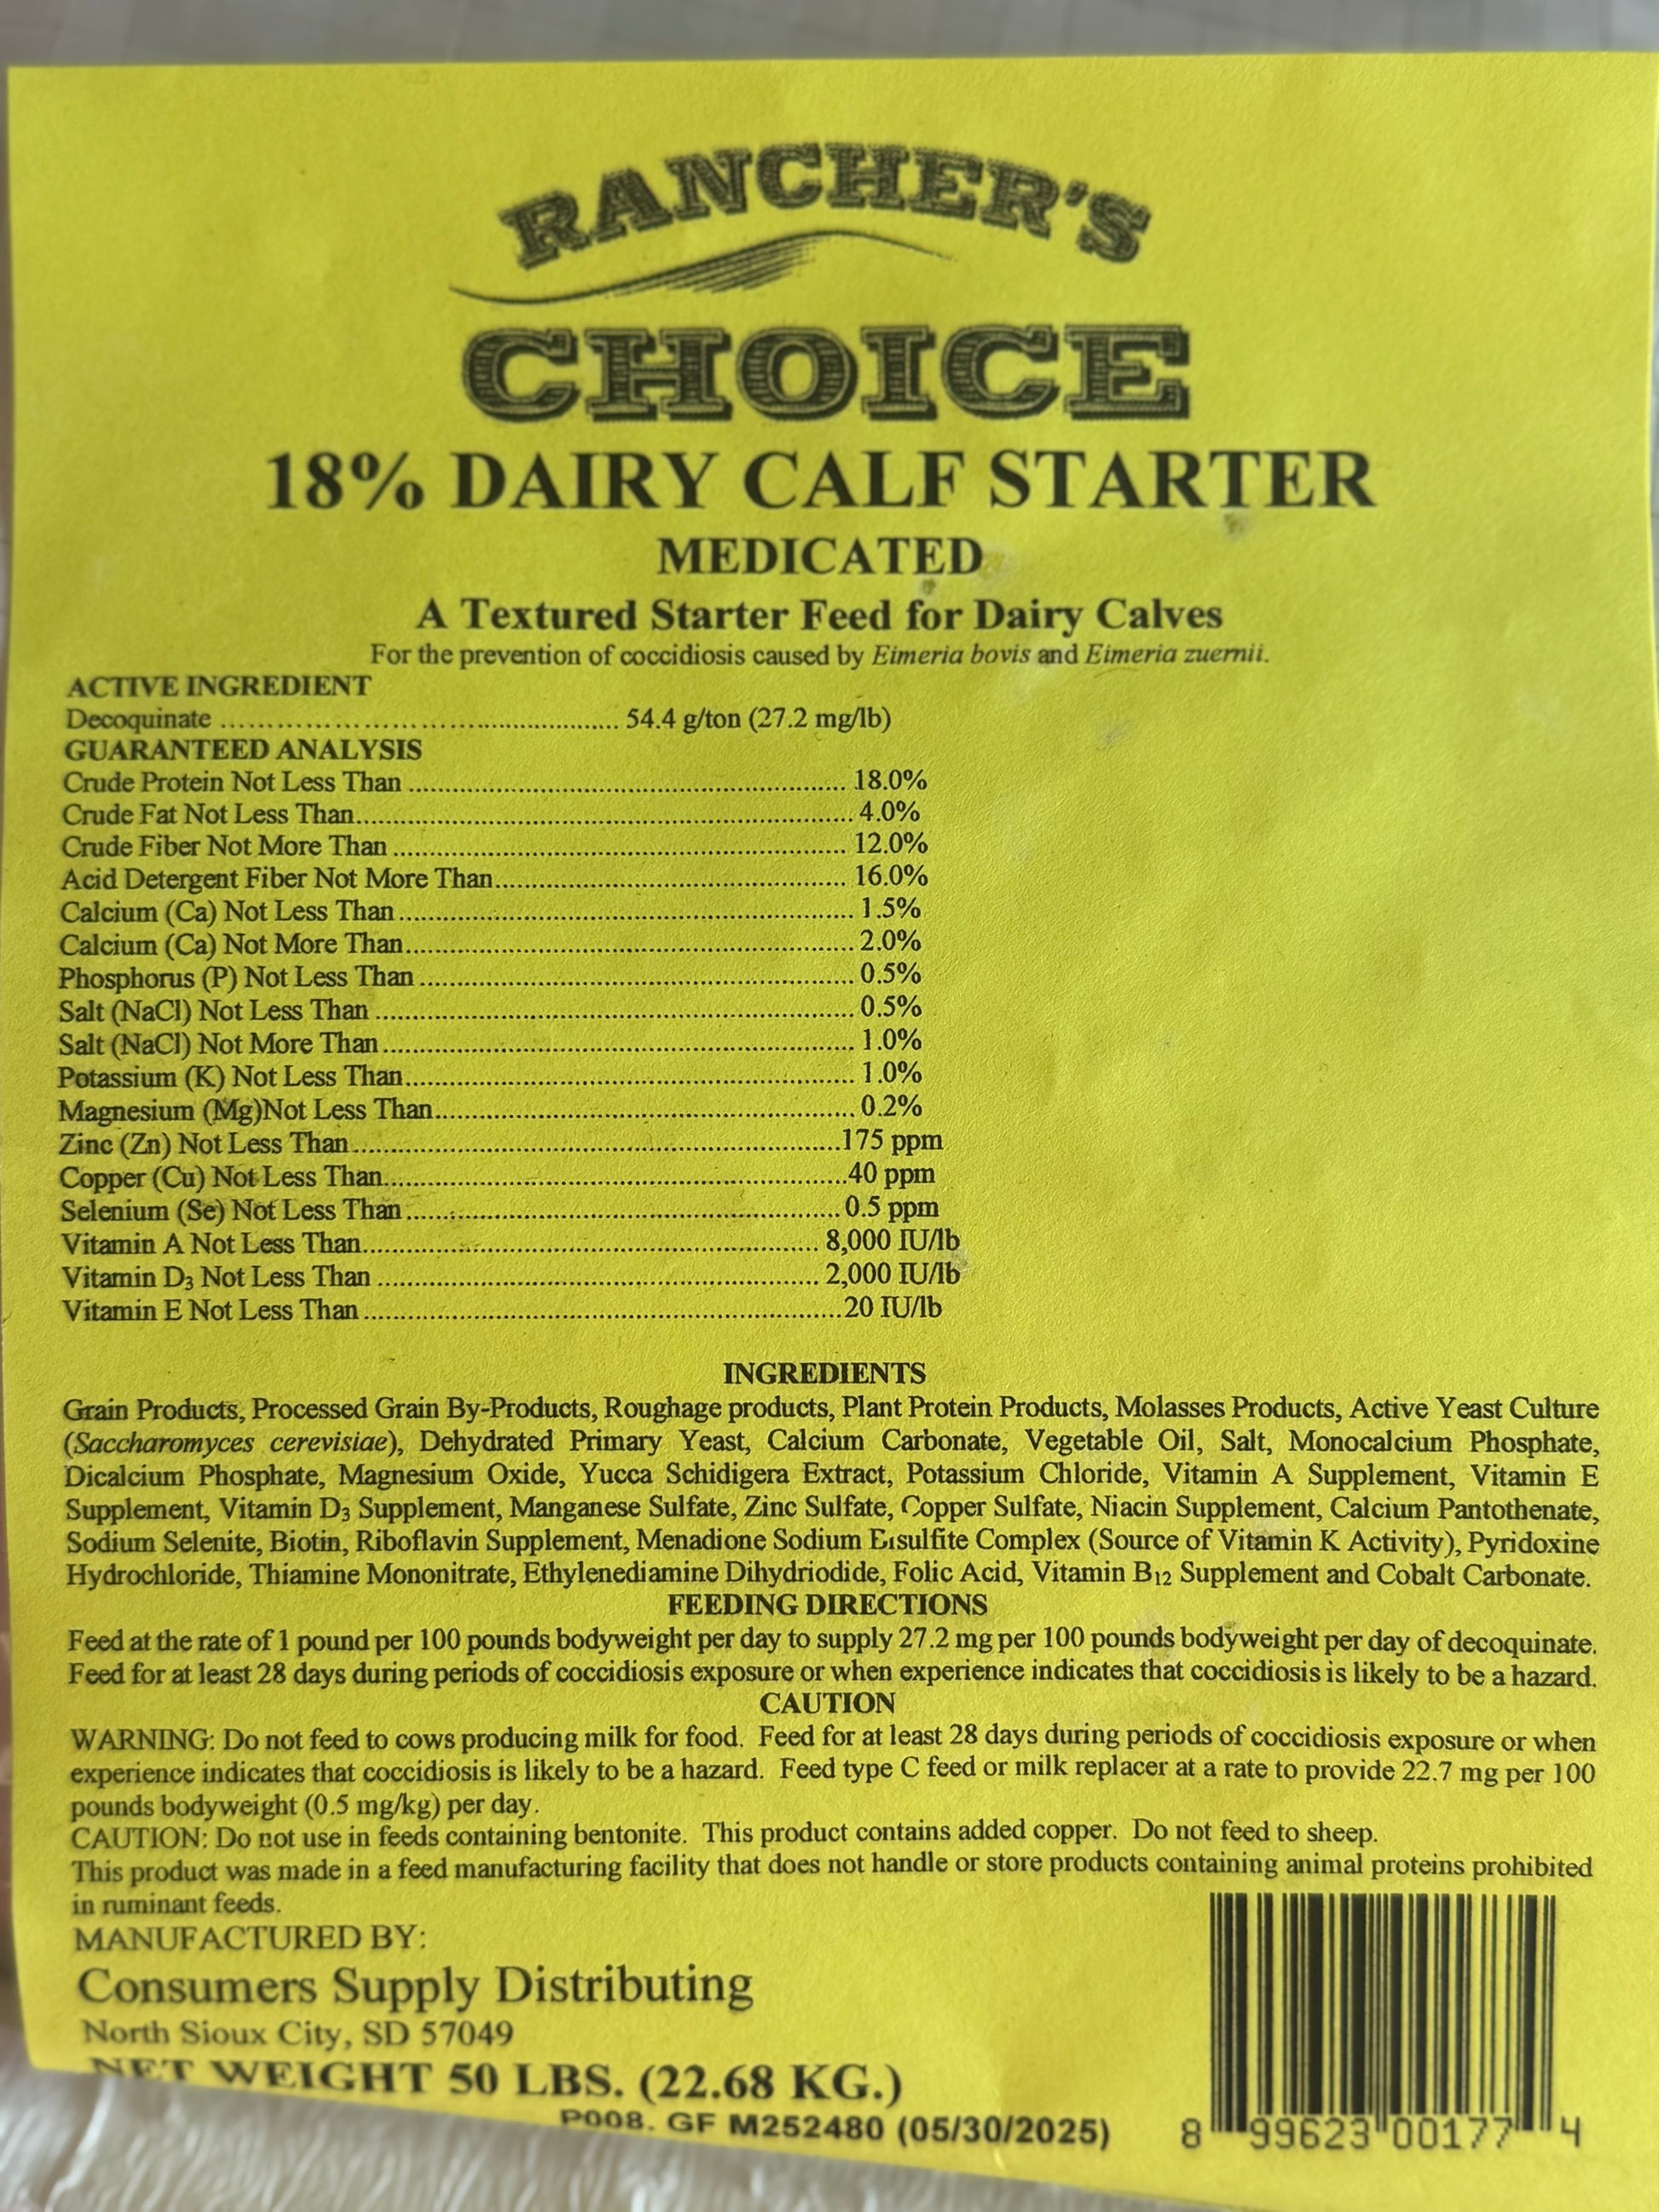 RANCHER'S
CHOICE
18% DAIRY CALF STARTER
MEDICATED
A Textured Starter Feed for Dairy Calves
For the prevention of coccidiosis caused by Eimeria bovis and Eimeria zuernii.
ACTIVE INGREDIENT
Decoquinate ........................................................ 54.4 g/ton (27.2 mg/lb)
GUARANTEED ANALYSIS
Crude Protein Not Less Than ........................................................ 18.0%
Crude Fat Not Less Than........................................................ 4.0%
Crude Fiber Not More Than ........................................................ 12.0%
Acid Detergent Fiber Not More Than........................................................ 16.0%
Calcium (Ca) Not Less Than ........................................................ 1.5%
Calcium (Ca) Not More Than........................................................ 2.0%
Phosphorus (P) Not Less Than ........................................................ 0.5%
Salt (NaCl) Not Less Than ........................................................ 0.5%
Salt (NaCl) Not More Than ........................................................ 1.0%
Potassium (K) Not Less Than........................................................ 1.0%
Magnesium (Mg)Not Less Than........................................................ 0.2%
Zinc (Zn) Not Less Than........................................................175 ppm
Copper (Cu) Not Less Than........................................................40 ppm
Selenium (Se) Not Less Than ........................................................ 0.5 ppm
Vitamin A Not Less Than........................................................ 8,000 IU/lb
Vitamin D3 Not Less Than ........................................................ 2,000 IU/lb
Vitamin E Not Less Than ........................................................20 IU/lb
INGREDIENTS
Grain Products, Processed Grain By-Products, Roughage products, Plant Protein Products, Molasses Products, Active Yeast Culture
(Saccharomyces cerevisiae), Dehydrated Primary Yeast, Calcium Carbonate, Vegetable Oil, Salt, Monocalcium Phosphate,
Dicalcium Phosphate, Magnesium Oxide, Yucca Schidigera Extract, Potassium Chloride, Vitamin A Supplement, Vitamin E
Supplement, Vitamin D3 Supplement, Manganese Sulfate, Zinc Sulfate, Copper Sulfate, Niacin Supplement, Calcium Pantothenate,
Sodium Selenite, Biotin, Riboflavin Supplement, Menadione Sodium Bisulfite Complex (Source of Vitamin K Activity), Pyridoxine
Hydrochloride, Thiamine Mononitrate, Ethylenediamine Dihydriodide, Folic Acid, Vitamin B12 Supplement and Cobalt Carbonate.
FEEDING DIRECTIONS
Feed at the rate of 1 pound per 100 pounds bodyweight per day to supply 27.2 mg per 100 pounds bodyweight per day of decoquinate.
Feed for at least 28 days during periods of coccidiosis exposure or when experience indicates that coccidiosis is likely to be a hazard.
CAUTION
WARNING: Do not feed to cows producing milk for food. Feed for at least 28 days during periods of coccidiosis exposure or when
experience indicates that coccidiosis is likely to be a hazard. Feed type C feed or milk replacer at a rate to provide 22.7 mg per 100
pounds bodyweight (0.5 mg/kg) per day.
CAUTION: Do not use in feeds containing bentonite. This product contains added copper. Do not feed to sheep.
This product was made in a feed manufacturing facility that does not handle or store products containing animal proteins prohibited
in ruminant feeds.
MANUFACTURED BY:
Consumers Supply Distributing
North Sioux City, SD 57049
NET WEIGHT 50 LBS. (22.68 KG.)
P008. GF M252480 (05/30/2025)
8 99623 00177 4